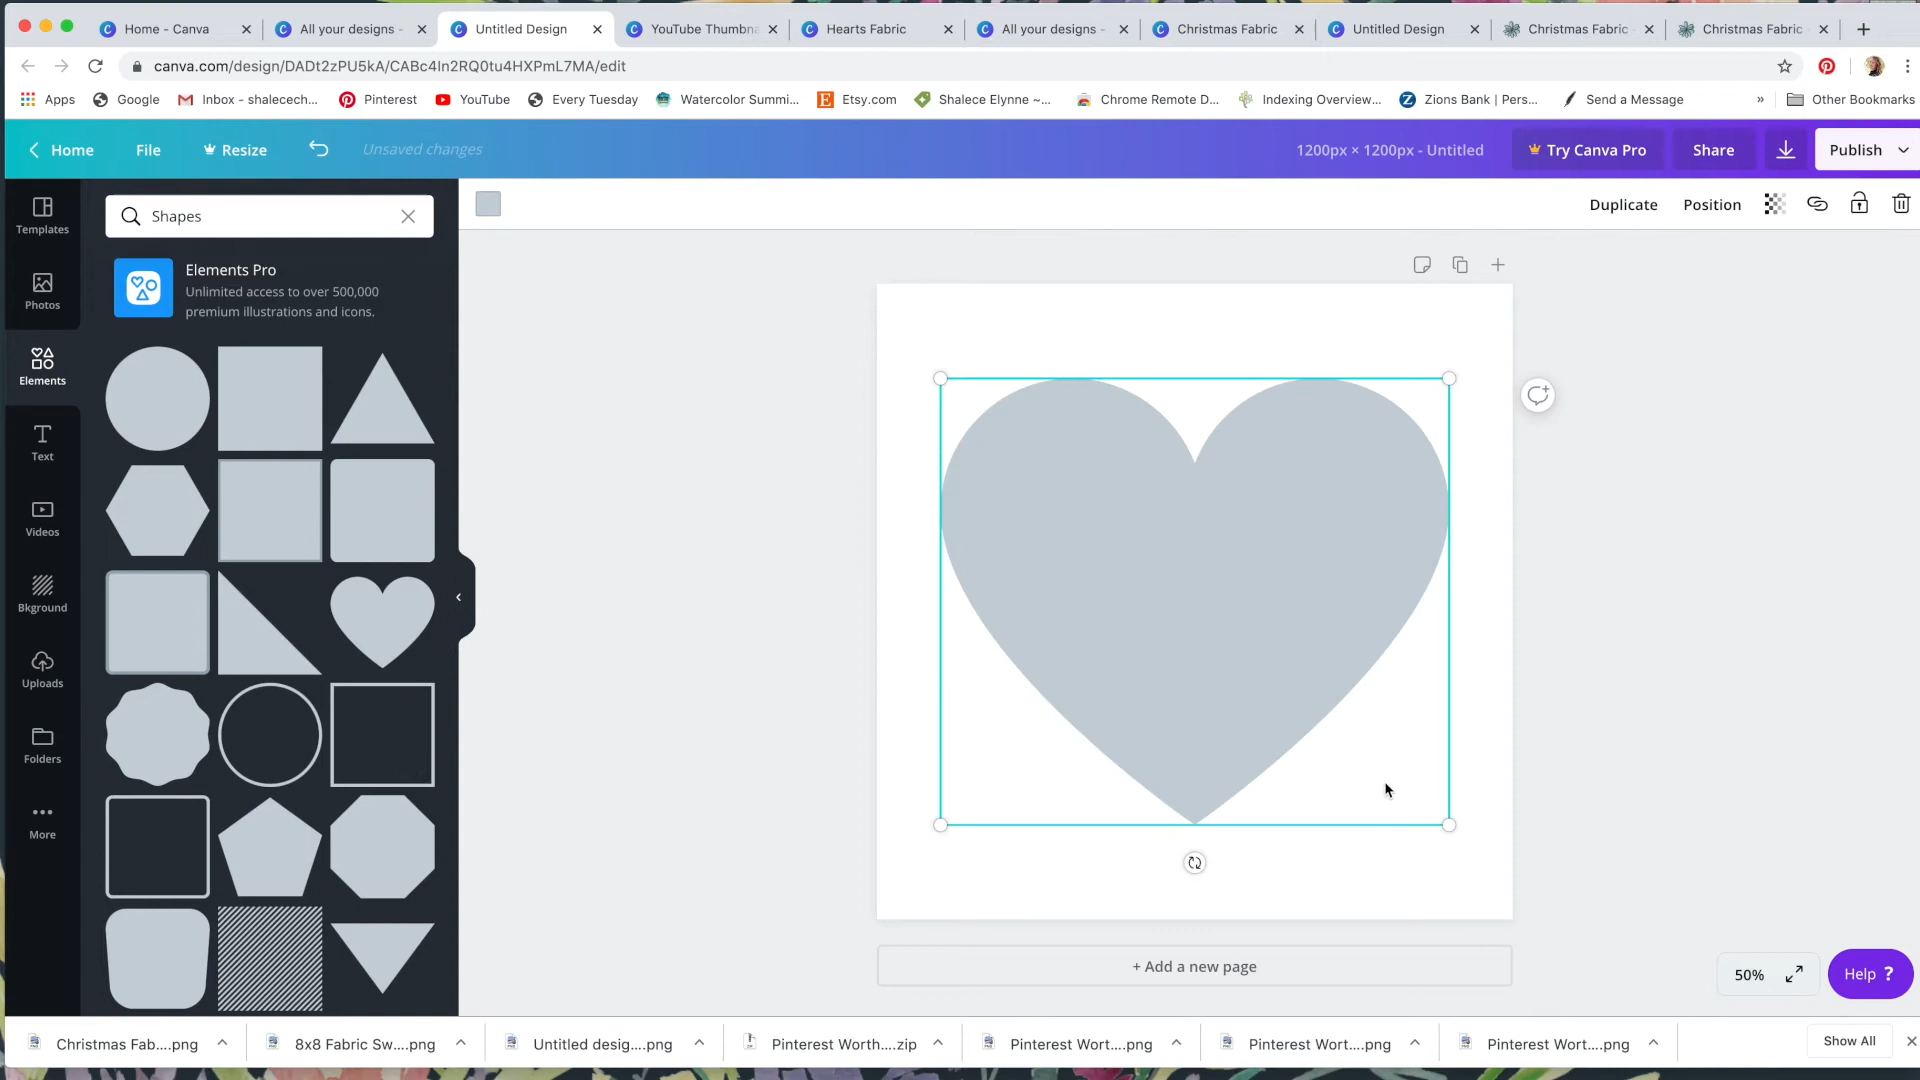 Home - Canva
All your designs -
Untitled Design
YouTube Thumbna
Hearts Fabric
All your designs -
Christmas Fabric
Untitled Design
Christmas Fabric -
Christmas Fabric
canva.com/design/DADt2zPU5kA/CABc4ln2RQ0tu4HXPmL7MA/edit
Apps
Google
Inbox - shalecech...
Pinterest
YouTube
Every Tuesday
Watercolor Summi...
Etsy.com
Shalece Elynne ~...
Chrome Remote D...
Indexing Overview...
Zions Bank | Pers...
Send a Message
»
Other Bookmarks
Home
File
Resize
Unsaved changes
1200px × 1200px - Untitled
Try Canva Pro
Share
Publish
Templates
Photos
Elements
Text
Videos
Bkground
Uploads
Folders
More
Shapes
Elements Pro
Unlimited access to over 500,000
premium illustrations and icons.
Duplicate
Position
+ Add a new page
50%
Help ?
Christmas Fab....png
8x8 Fabric Sw....png
Untitled desig....png
Pinterest Worth....zip
Pinterest Wort....png
Pinterest Wort....png
Pinterest Wort....png
Show All